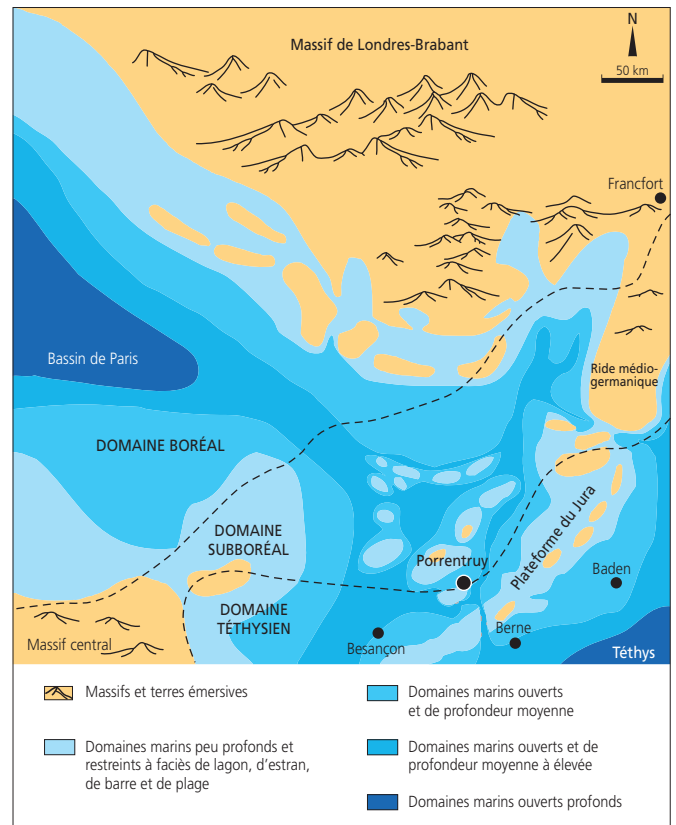 Massif de Londres-Brabant
N
50 km
Francfort
Bassin de Paris
Ride médio-
germanique
DOMAINE BORÉAL
DOMAINE
SUBBORÉAL
Plateforme du Jura
Porrentruy
Baden
DOMAINE
TÉTHYSIEN
Massif central
Besançon
Berne
Téthys
Massifs et terres émersives
Domaines marins peu profonds et
restreints à faciès de lagon, d’estran,
de barre et de plage
Domaines marins ouverts
et de profondeur moyenne
Domaines marins ouverts et de
profondeur moyenne à élevée
Domaines marins ouverts profonds